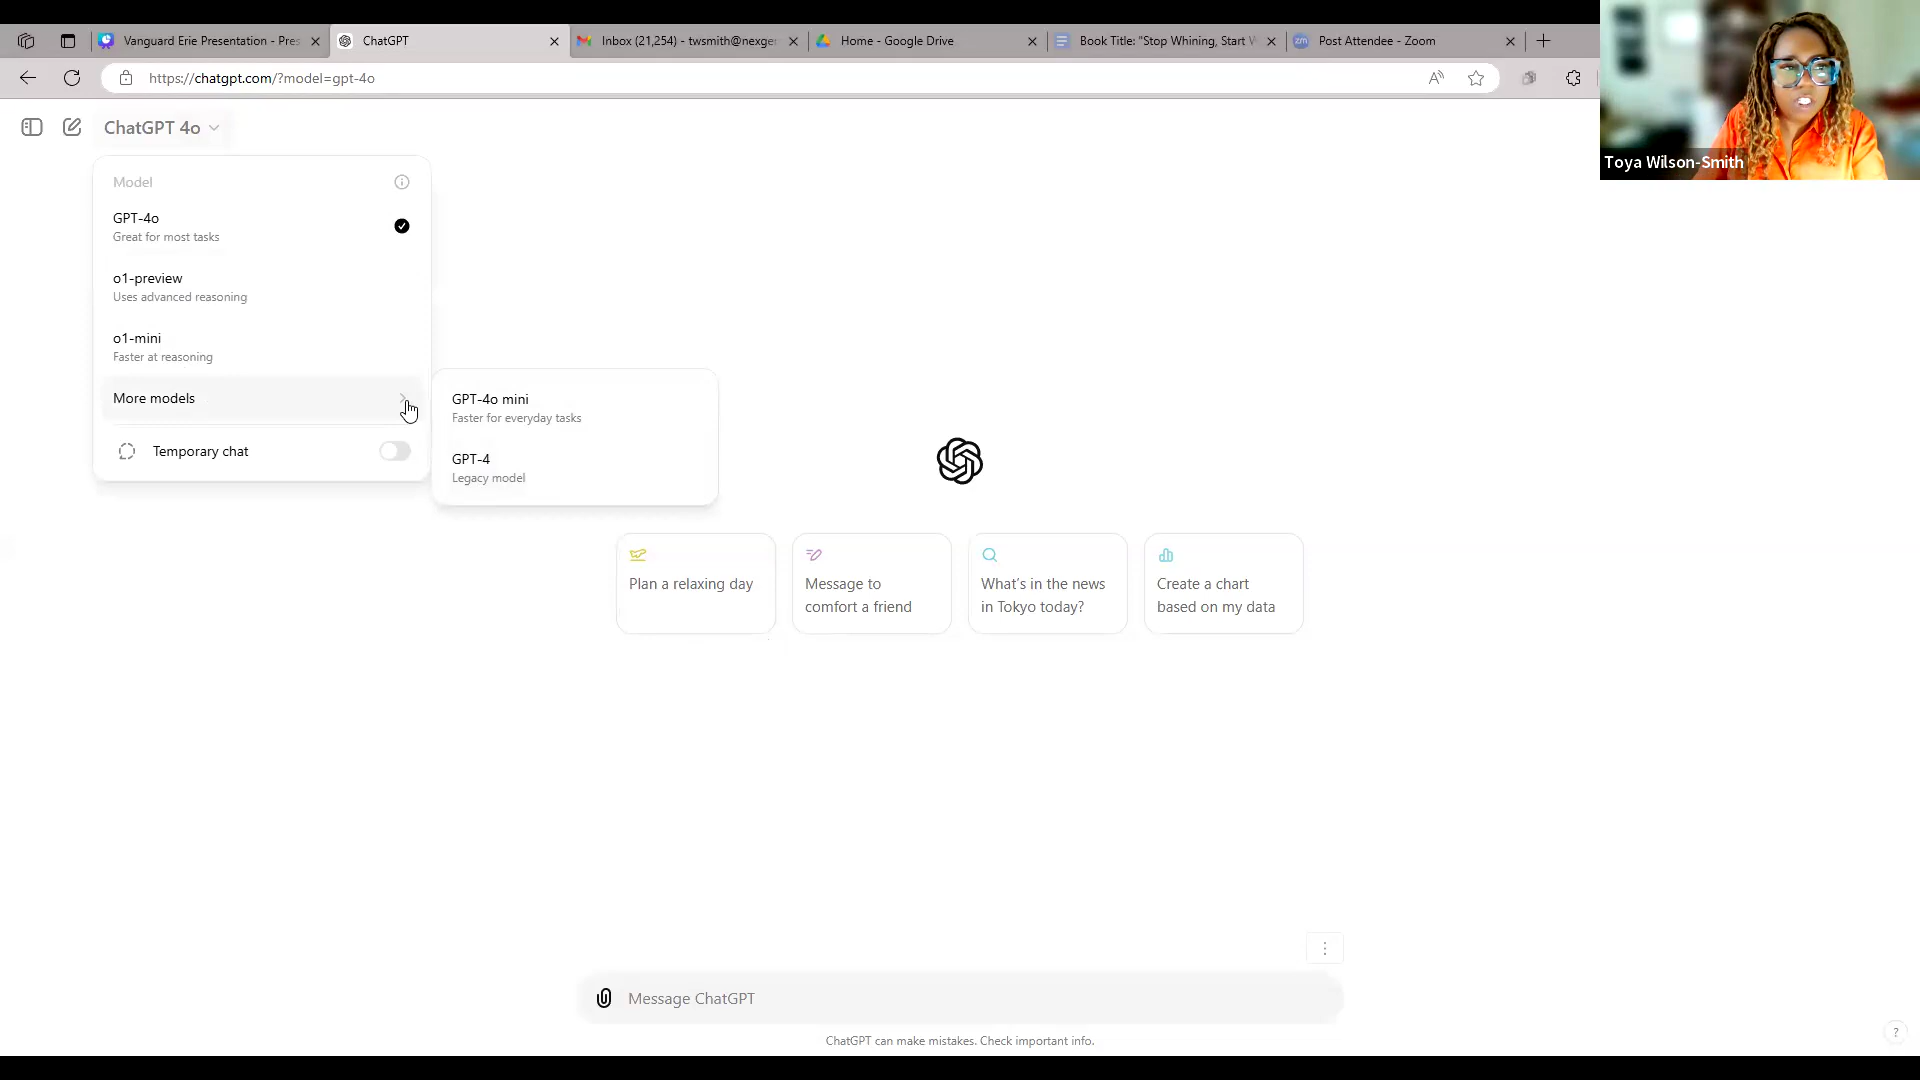 Vanguard Erie Presentation - Pres
ChatGPT
Inbox (21,254) - twsmith@nexge
Home - Google Drive
Book Title: "Stop Whining, Start W
Post Attendee - Zoom
https://chatgpt.com/?model=gpt-4o
Toya Wilson-Smith
ChatGPT 4o
Model
GPT-4o
Great for most tasks
o1-preview
Uses advanced reasoning
o1-mini
Faster at reasoning
More models
Temporary chat
GPT-4o mini
Faster for everyday tasks
GPT-4
Legacy model
Plan a relaxing day
Message to
comfort a friend
What's in the news
in Tokyo today?
Create a chart
based on my data
Message ChatGPT
ChatGPT can make mistakes. Check important info.
?